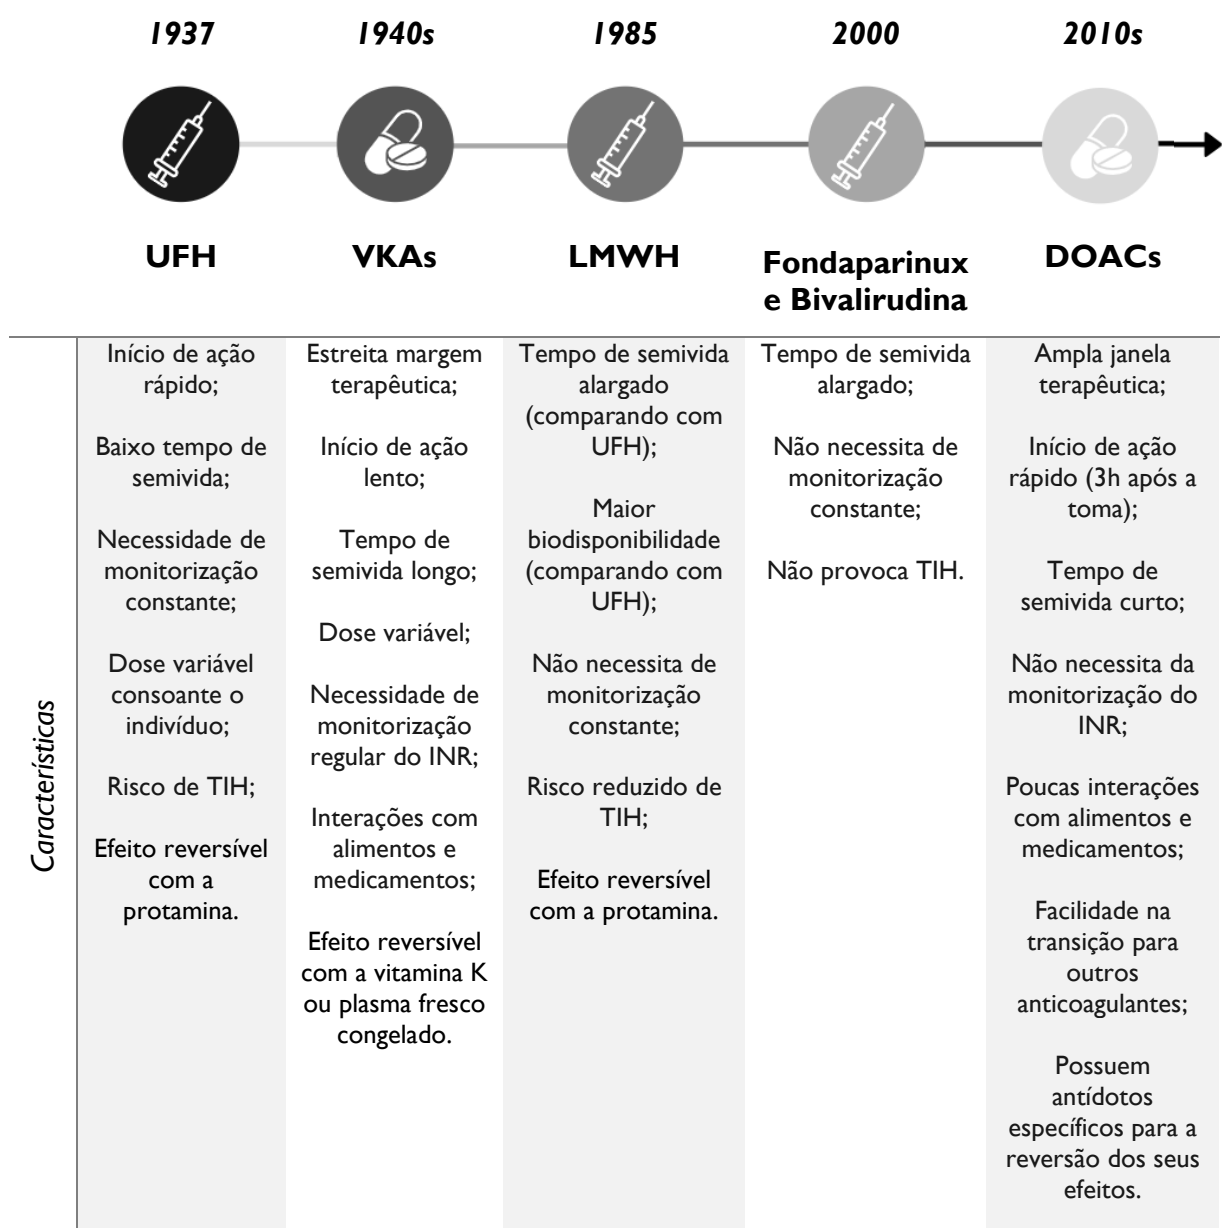 1937
1940s
1985
2000
2010s
UFH
VKAs
LMWH
Fondaparinux
e Bivalirudina
DOACs
Características
Início de ação
rápido;
Baixo tempo de
semivida;
Necessidade de
monitorização
constante;
Dose variável
consoante o
indivíduo;
Risco de TIH;
Efeito reversível
com a
protamina.
Estreita margem
terapêutica;
Início de ação
lento;
Tempo de
semivida longo;
Dose variável;
Necessidade de
monitorização
regular do INR;
Interações com
alimentos e
medicamentos;
Efeito reversível
com a vitamina K
ou plasma fresco
congelado.
Tempo de semivida
alargado
(comparando com
UFH);
Maior
biodisponibilidade
(comparando com
UFH);
Não necessita de
monitorização
constante;
Risco reduzido de
TIH;
Efeito reversível
com a protamina.
Tempo de semivida
alargado;
Não necessita de
monitorização
constante;
Não provoca TIH.
Ampla janela
terapêutica;
Início de ação
rápido (3h após a
toma);
Tempo de
semivida curto;
Não necessita da
monitorização do
INR;
Poucas interações
com alimentos e
medicamentos;
Facilidade na
transição para
outros
anticoagulantes;
Possuem
antídotos
específicos para a
reversão dos seus
efeitos.